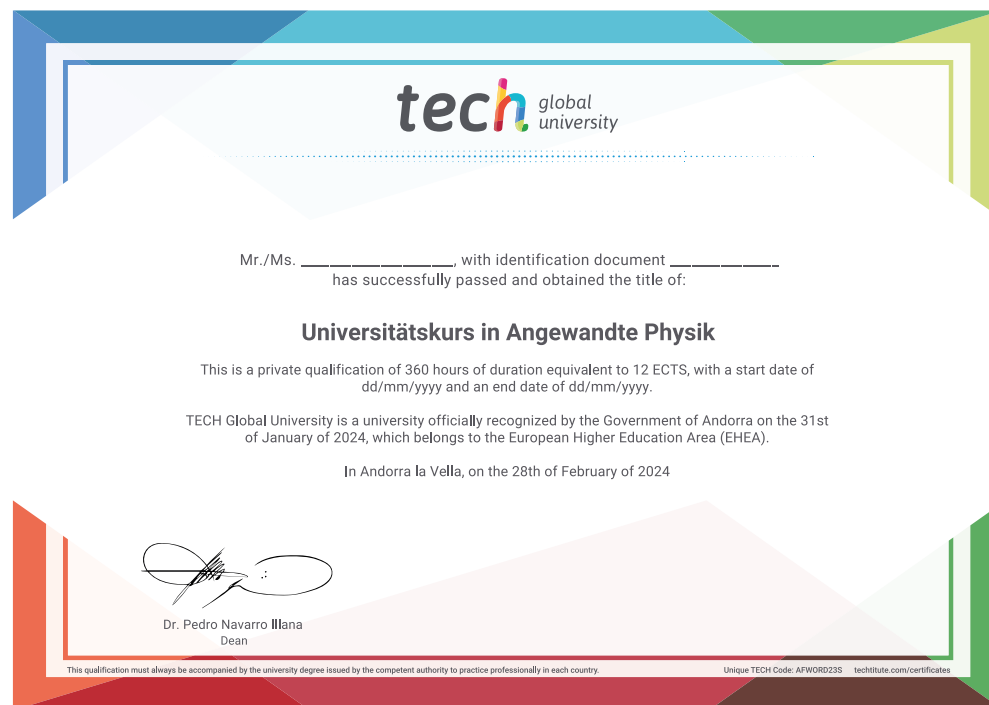 tech global university
Mr./Ms. ____________________, with identification document ______________
has successfully passed and obtained the title of:
Universitätskurs in Angewandte Physik
This is a private qualification of 360 hours of duration equivalent to 12 ECTS, with a start date of
dd/mm/yyyy and an end date of dd/mm/yyyy.
TECH Global University is a university officially recognized by the Government of Andorra on the 31st
of January of 2024, which belongs to the European Higher Education Area (EHEA).
In Andorra la Vella, on the 28th of February of 2024
Dr. Pedro Navarro Illana
Dean
This qualification must always be accompanied by the university degree issued by the competent authority to practice professionally in each country.
Unique TECH Code: AFWORD23S techtitute.com/certificates